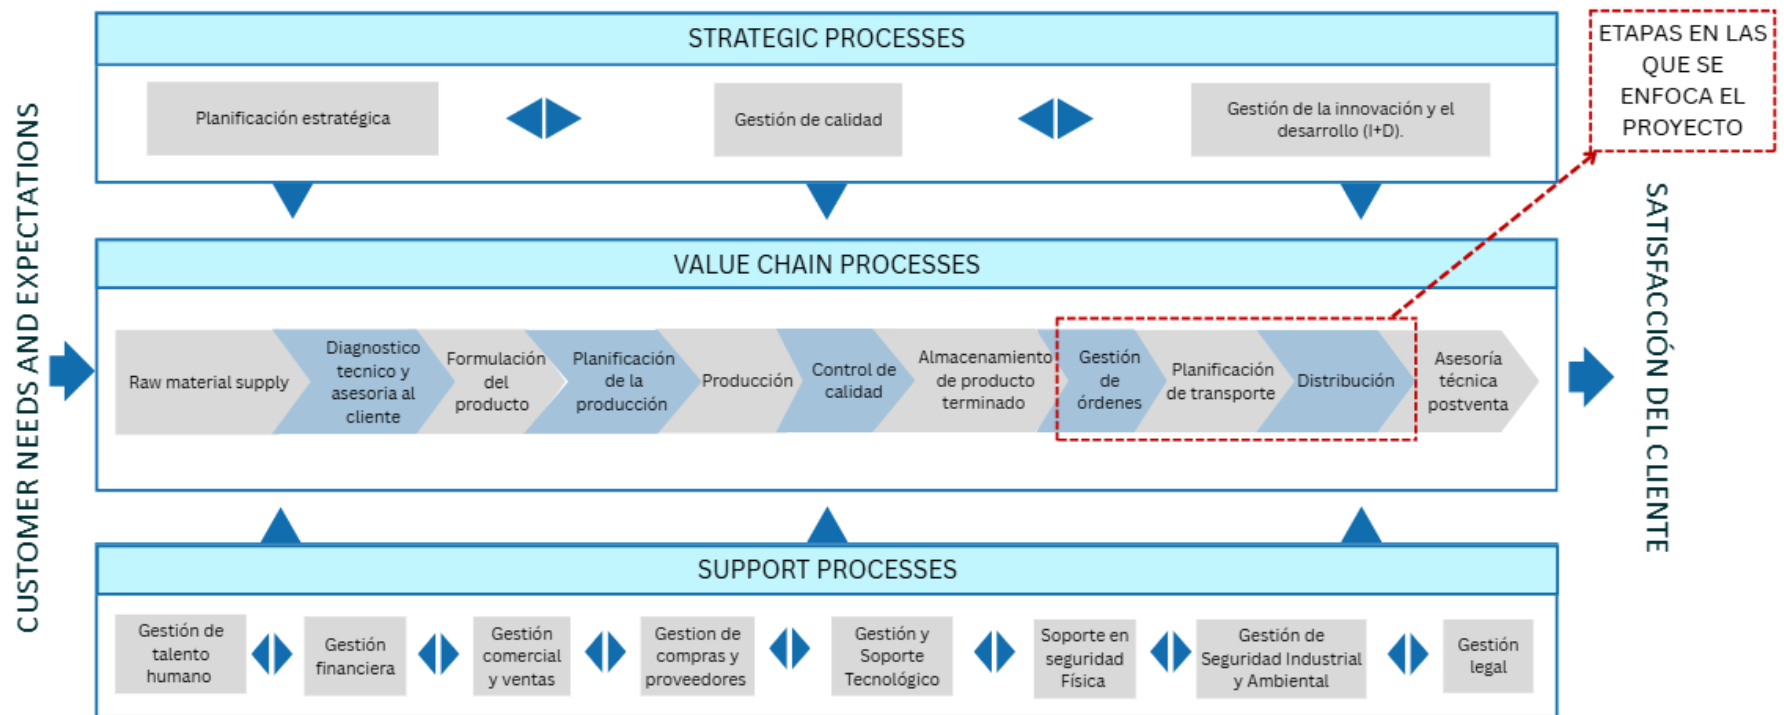 STRATEGIC PROCESSES
ETAPAS EN LAS
QUE SE
ENFOCA EL
PROYECTO
Planificación estratégica
Gestión de calidad
Gestión de la innovación y el
desarrollo (I+D).
CUSTOMER NEEDS AND EXPECTATIONS
VALUE CHAIN PROCESSES
Raw material supply
Diagnostico
tecnico y
asesoria al
cliente
Formulación
del
producto
Planificación
de la
producción
Producción
Control de
calidad
Almacenamiento
de producto
terminado
Gestión
de
órdenes
Planificación
de transporte
Distribución
Asesoría
técnica
postventa
SATISFACCIÓN DEL CLIENTE
SUPPORT PROCESSES
Gestión de
talento
humano
Gestión
financiera
Gestión
comercial
y ventas
Gestion de
compras y
proveedores
Gestión y
Soporte
Tecnológico
Soporte en
seguridad
Física
Gestión de
Seguridad Industrial
y Ambiental
Gestión
legal